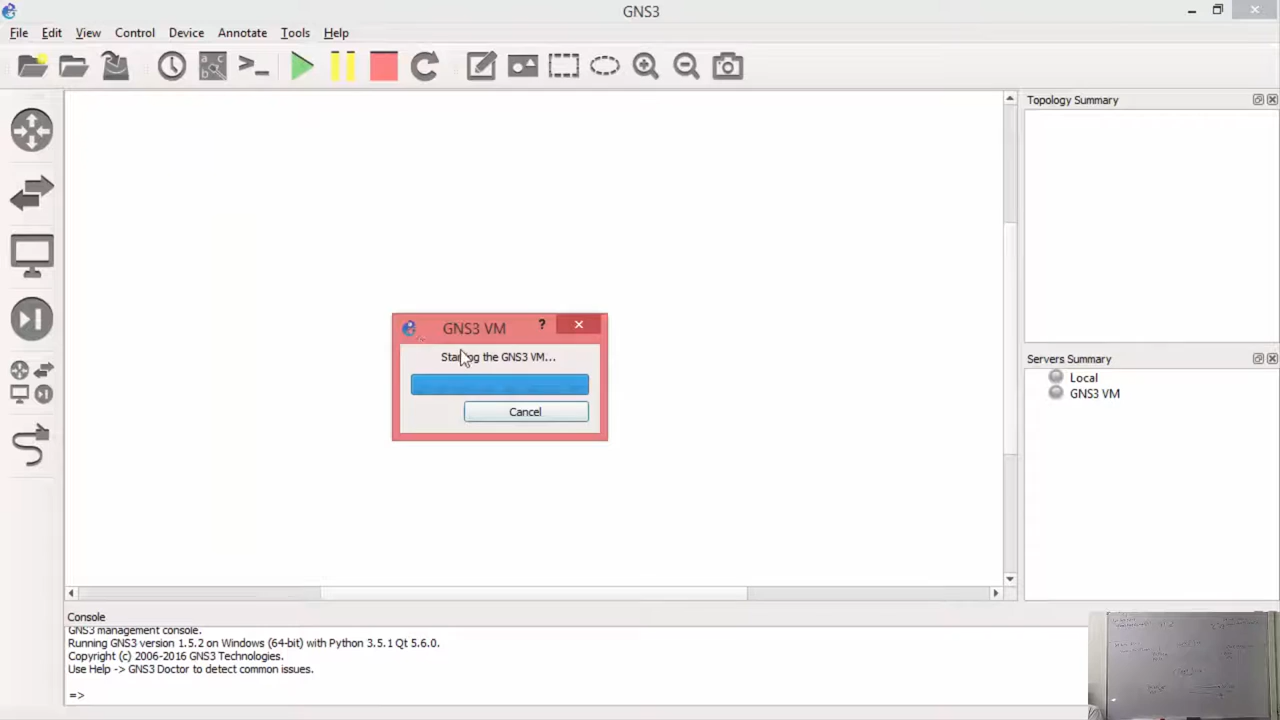 GNS3
File Edit View Control Device Annotate Tools Help
Topology Summary
GNS3 VM ?
Starting the GNS3 VM...
Cancel
Servers Summary
Local
GNS3 VM
Console
GNS3 management console.
Running GNS3 version 1.5.2 on Windows (64-bit) with Python 3.5.1 Qt 5.6.0.
Copyright (c) 2006-2016 GNS3 Technologies.
Use Help -> GNS3 Doctor to detect common issues.
=>